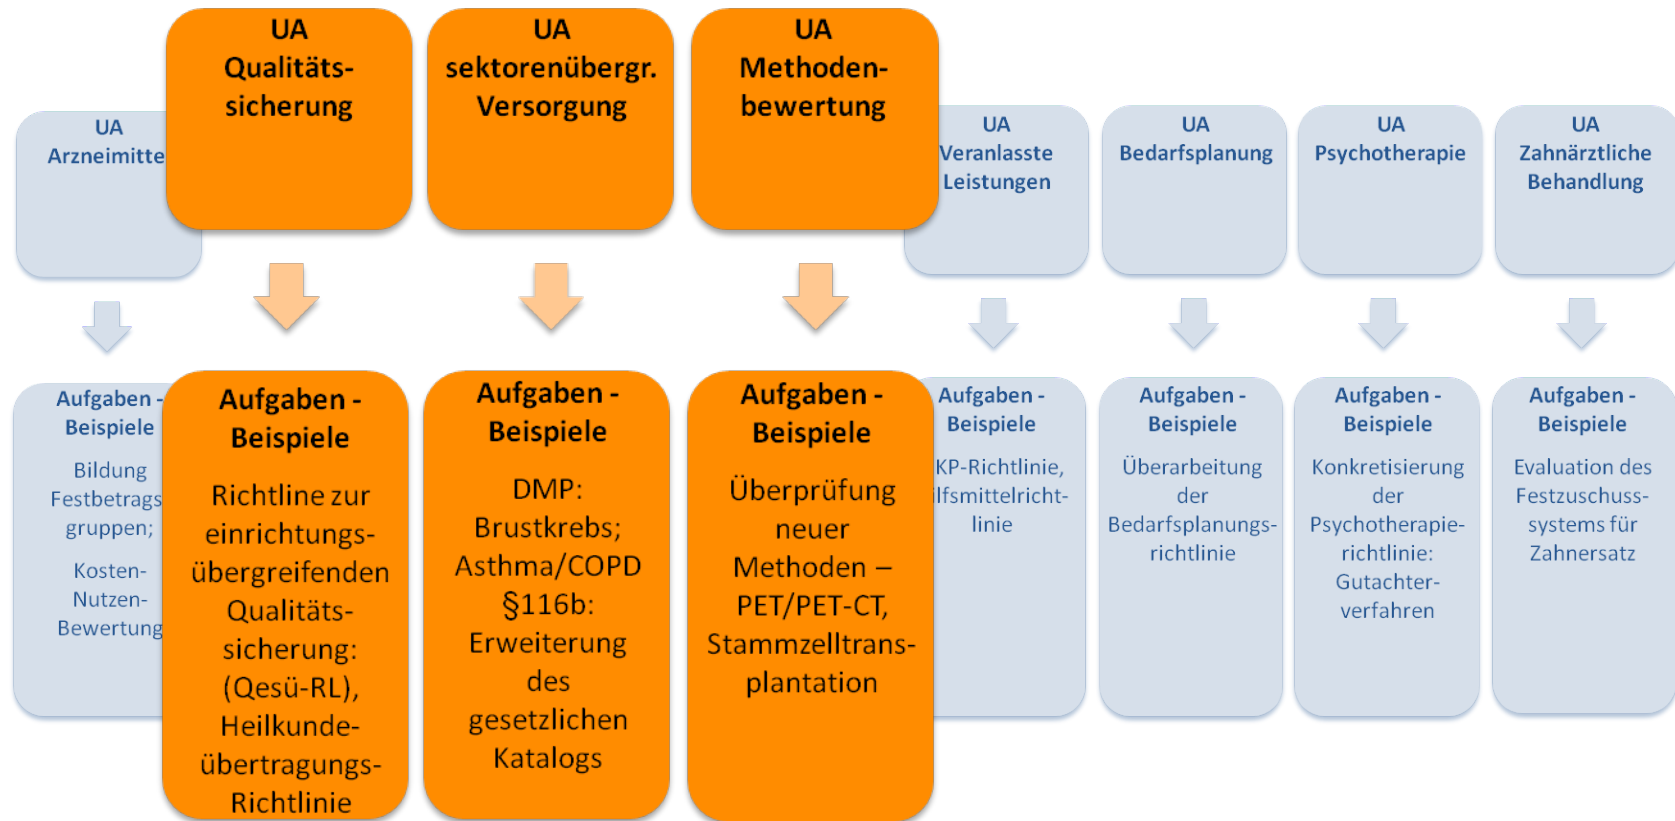 UA
Arzneimitte
UA
Qualitäts-
sicherung
UA
sektorenübergr.
Versorgung
UA
Methoden-
bewertung
UA
Veranlasste
Leistungen
UA
Bedarfsplanung
UA
Psychotherapie
UA
Zahnärztliche
Behandlung
Aufgaben -
Beispiele
Bildung
Festbetrags
gruppen;
Kosten-
Nutzen-
Bewertung
Aufgaben -
Beispiele
Richtline zur
einrichtungs-
übergreifenden
Qualitäts-
sicherung:
(Qesü-RL),
Heilkunde-
übertragungs-
Richtlinie
Aufgaben -
Beispiele
DMP:
Brustkrebs;
Asthma/COPD
§116b:
Erweiterung
des
gesetzlichen
Katalogs
Aufgaben -
Beispiele
Überprüfung
neuer
Methoden –
PET/PET-CT,
Stammzelltrans-
plantation
Aufgaben -
Beispiele
KP-Richtlinie,
ilfsmittelricht-
linie
Aufgaben -
Beispiele
Überarbeitung
der
Bedarfsplanungs-
richtlinie
Aufgaben -
Beispiele
Konkretisierung
der
Psychotherapie-
richtlinie:
Gutachter-
verfahren
Aufgaben -
Beispiele
Evaluation des
Festzuschuss-
systems für
Zahnersatz